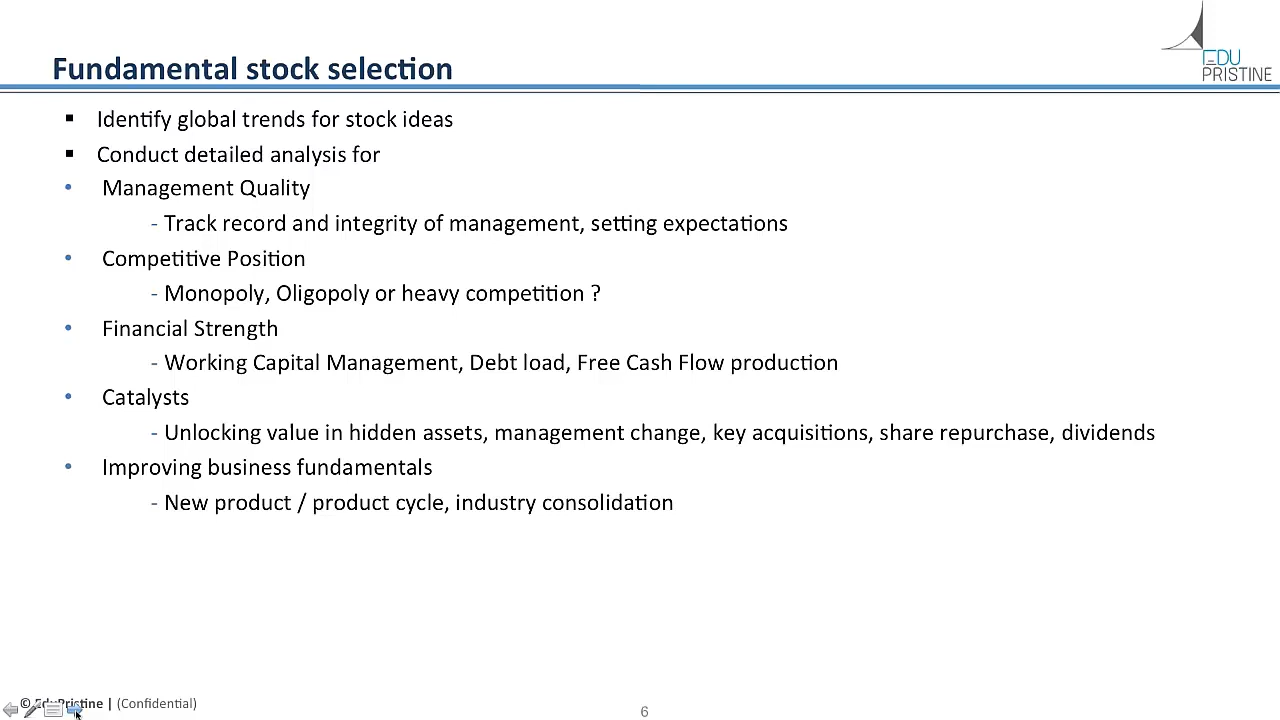 Fundamental stock selection
EDU
PRISTINE
▪ Identify global trends for stock ideas
▪ Conduct detailed analysis for
• Management Quality
- Track record and integrity of management, setting expectations
• Competitive Position
- Monopoly, Oligopoly or heavy competition ?
• Financial Strength
- Working Capital Management, Debt load, Free Cash Flow production
• Catalysts
- Unlocking value in hidden assets, management change, key acquisitions, share repurchase, dividends
• Improving business fundamentals
- New product / product cycle, industry consolidation
© EduPristine | (Confidential)
6